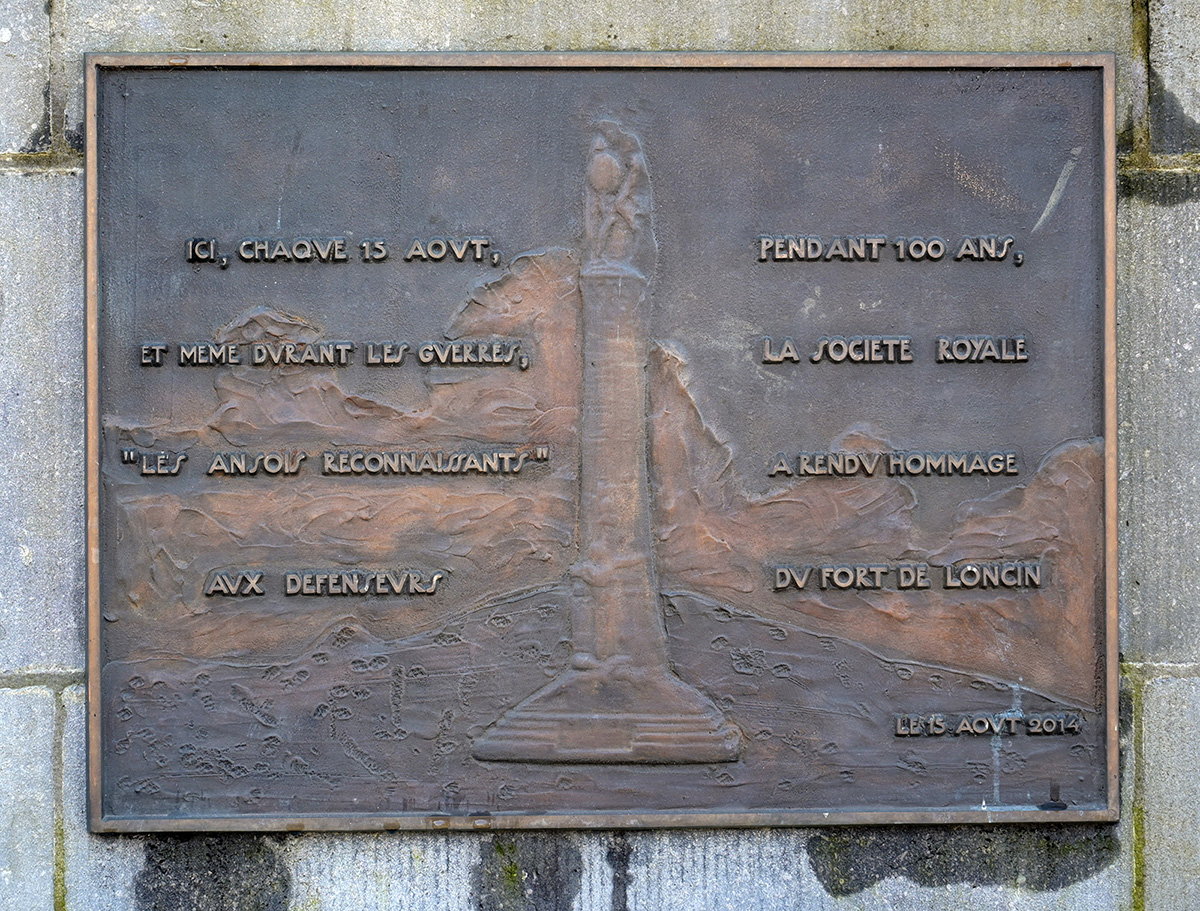 ICI, CHAQVE 15 AOVT, PENDANT 100 ANS,
ET MEME DVRANT LES GVERRES, LA SOCIETE ROYALE
"LES ANSOIS RECONNAISSANTS" A RENDV HOMMAGE
AVX DEFENSEVRS DV FORT DE LONCIN
LE 15 AOVT 2014